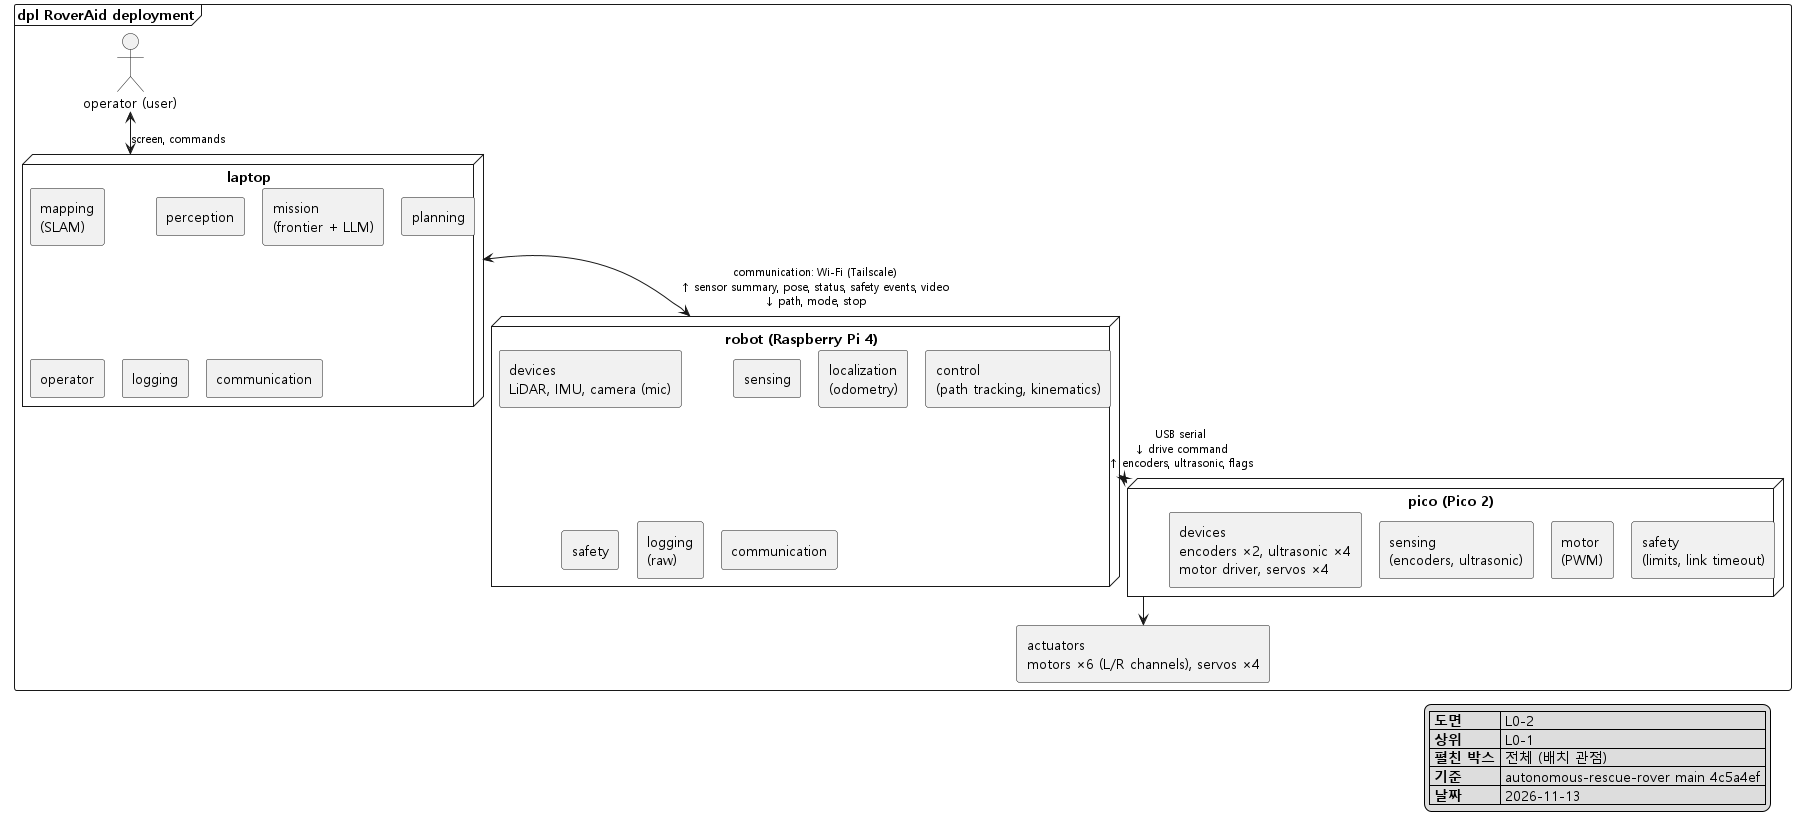 dpl RoverAid deployment
operator (user)
screen, commands
laptop
mapping
(SLAM)
perception
mission
(frontier + LLM)
planning
operator
logging
communication
communication: Wi-Fi (Tailscale)
↑ sensor summary, pose, status, safety events, video
↓ path, mode, stop
robot (Raspberry Pi 4)
devices
LiDAR, IMU, camera (mic)
sensing
localization
(odometry)
control
(path tracking, kinematics)
safety
logging
(raw)
communication
USB serial
↓ drive command
↑ encoders, ultrasonic, flags
pico (Pico 2)
devices
encoders ×2, ultrasonic ×4
motor driver, servos ×4
sensing
(encoders, ultrasonic)
motor
(PWM)
safety
(limits, link timeout)
actuators
motors ×6 (L/R channels), servos ×4
도면 L0-2
상위 L0-1
펼친 박스 전체 (배치 관점)
기준 autonomous-rescue-rover main 4c5a4ef
날짜 2026-11-13